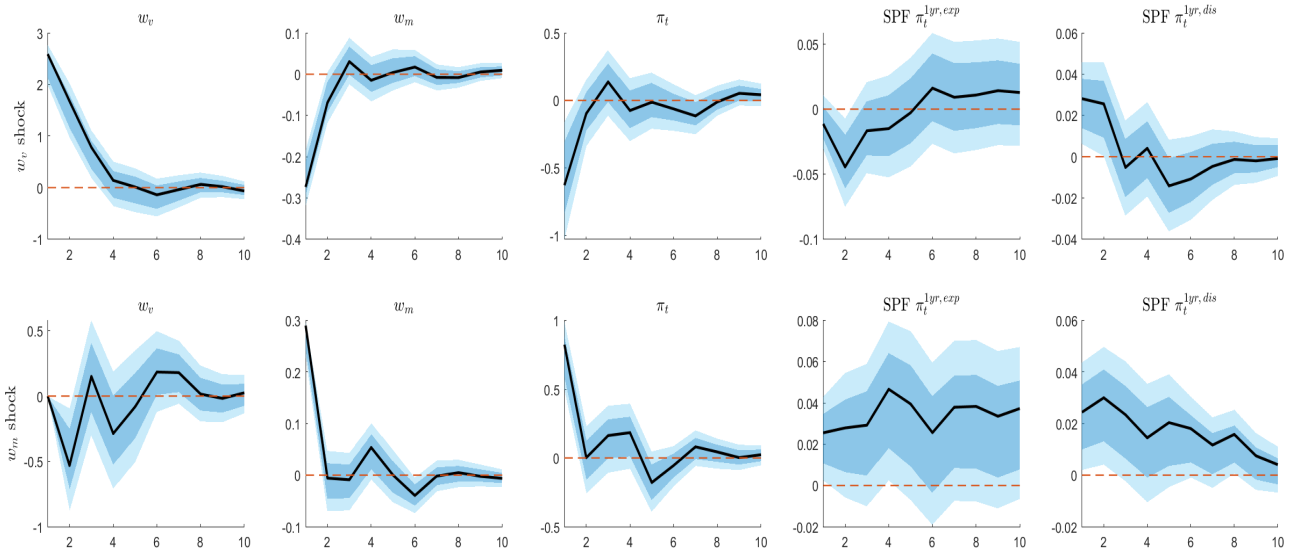 w_v
w_m
π_t
SPF π_t^{1yr,exp}
SPF π_t^{1yr,dis}
w_v shock
3
2
1
0
-1
2 4 6 8 10
0.1
0
-0.1
-0.2
-0.3
-0.4
2 4 6 8 10
0.5
0
-0.5
-1
2 4 6 8 10
0.05
0
-0.05
-0.1
2 4 6 8 10
0.06
0.04
0.02
0
-0.02
-0.04
2 4 6 8 10
w_v
w_m
π_t
SPF π_t^{1yr,exp}
SPF π_t^{1yr,dis}
w_m shock
0.5
0
-0.5
-1
2 4 6 8 10
0.3
0.2
0.1
0
-0.1
2 4 6 8 10
1
0.5
0
-0.5
2 4 6 8 10
0.08
0.06
0.04
0.02
0
-0.02
2 4 6 8 10
0.06
0.04
0.02
0
-0.02
2 4 6 8 10